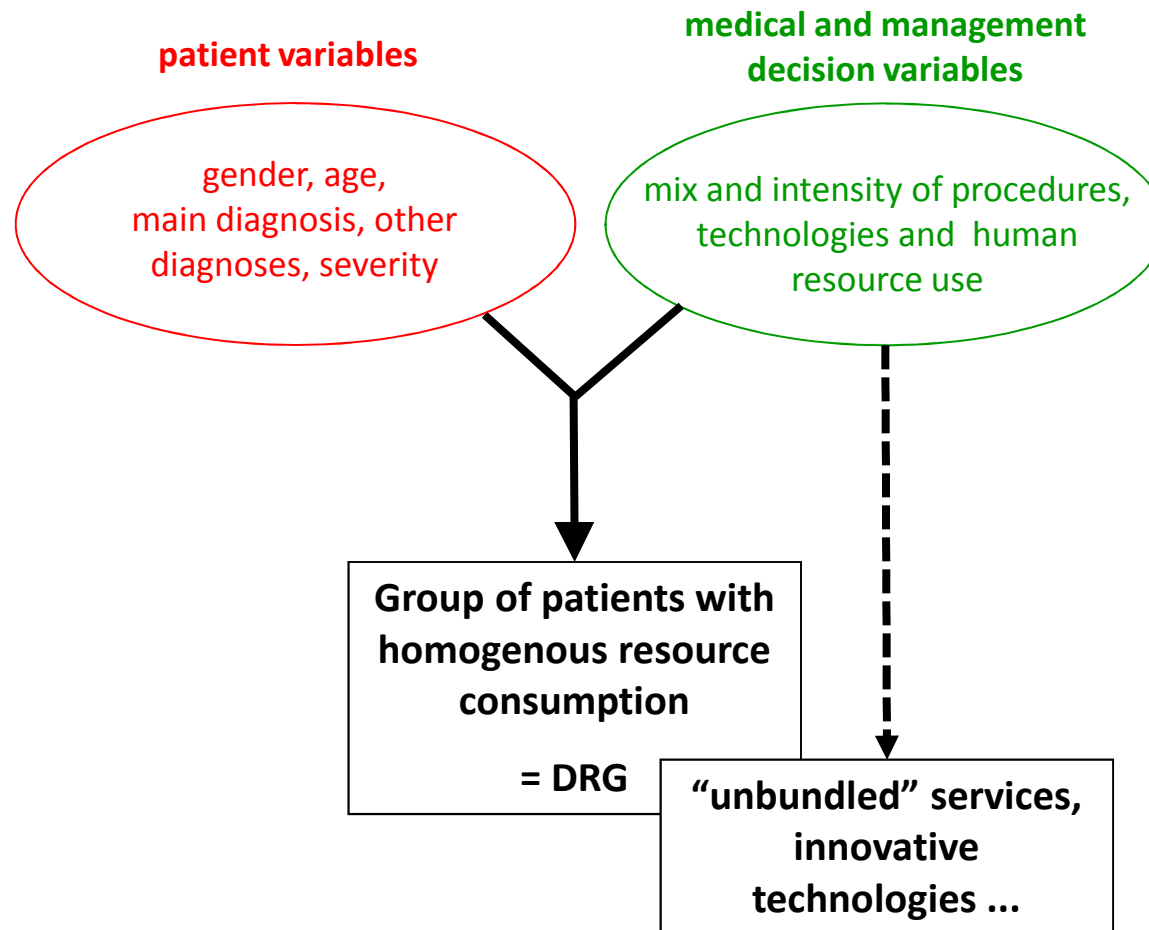 patient variables
medical and management
decision variables
gender, age,
main diagnosis, other
diagnoses, severity
mix and intensity of procedures,
technologies and human
resource use
Group of patients with
homogenous resource
consumption
= DRG
“unbundled” services,
innovative
technologies ...